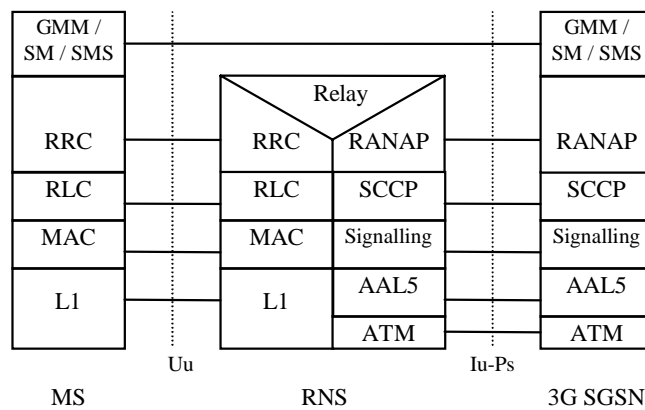 GMM /
SM / SMS
GMM /
SM / SMS
Relay
RRC
RRC
RANAP
RANAP
RLC
RLC
SCCP
SCCP
MAC
MAC
Signalling
Signalling
L1
L1
AAL5
AAL5
ATM
ATM
Uu
Iu-Ps
MS
RNS
3G SGSN